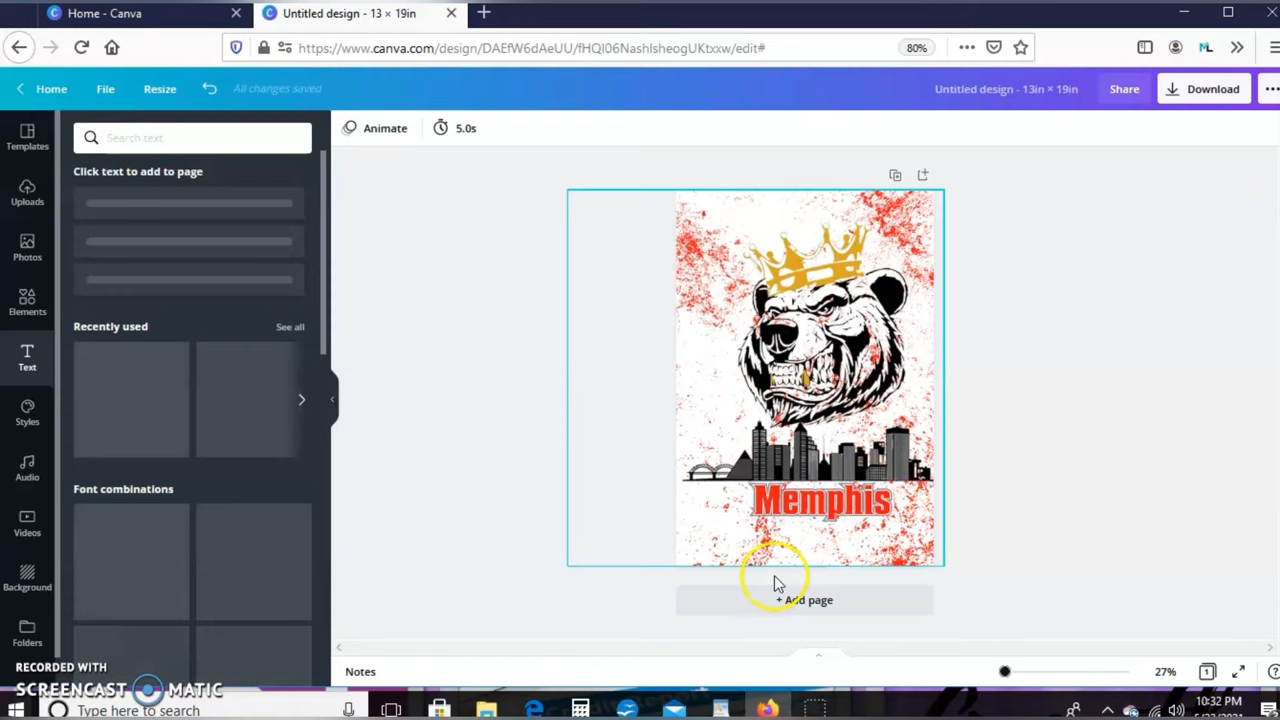 Home - Canva
Untitled design - 13 × 19in
https://www.canva.com/design/DAEfW6dAeUU/fHQl06NashlsheogUKtxxw/edit#
80%
Home
File
Resize
All changes saved
Untitled design - 13in × 19in
Share
Download
Templates
Uploads
Photos
Elements
Text
Styles
Audio
Videos
Background
Folders
Search text
Click text to add to page
Recently used
See all
Font combinations
Animate
5.0s
Memphis
+ Add page
Notes
27%
1
RECORDED WITH
SCREENCAST MATIC
Type here to search
10:32 PM